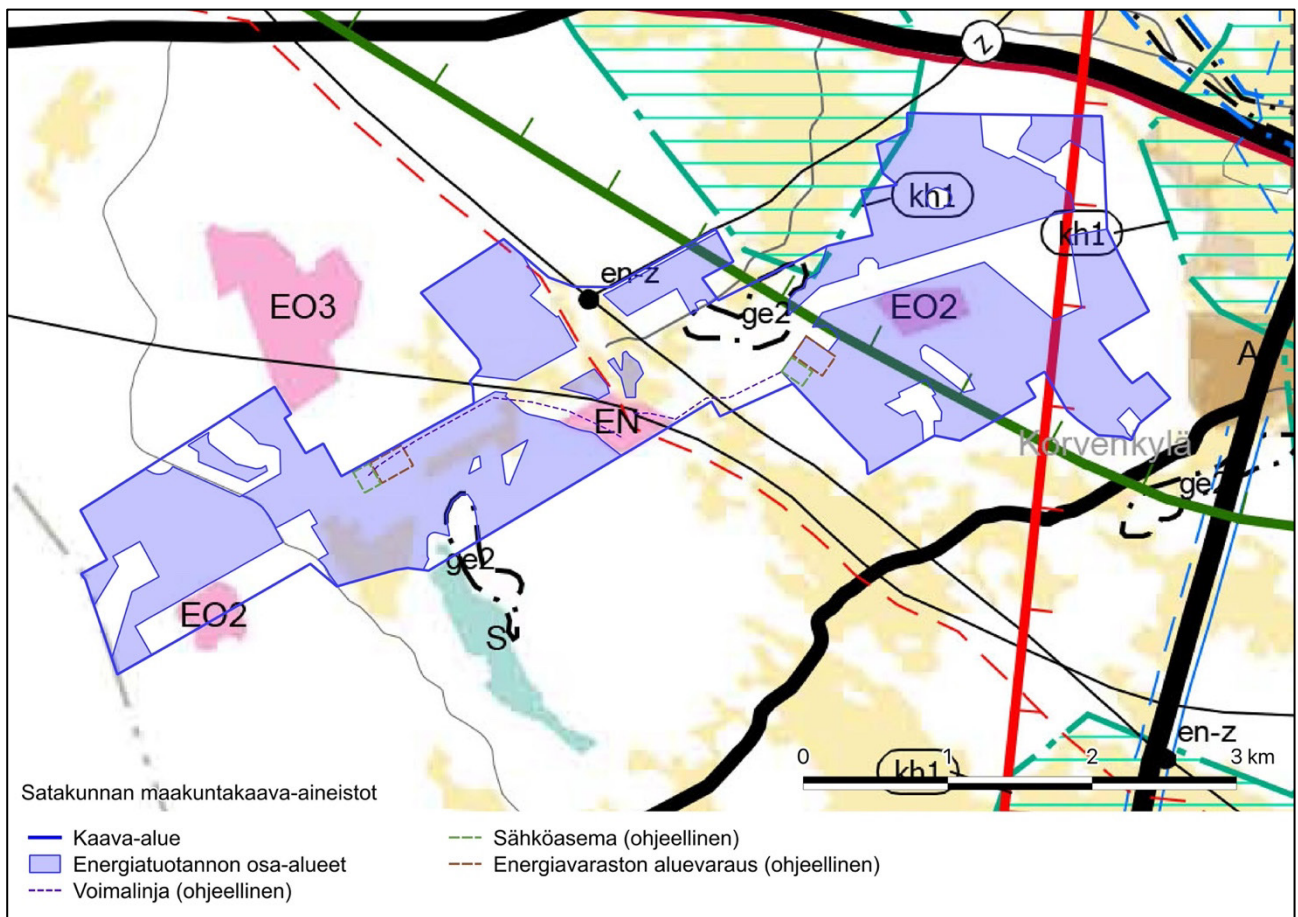 z
kh1
kh1
en-z
EO3
ge2
EO2
A
EN
Korvenkylä
ge2
EO2
S
en-z
0 1 2 3 km
kh1
Satakunnan maakuntakaava-aineistot
Kaava-alue
Energiatuotannon osa-alueet
Voimalinja (ohjeellinen)
Sähköasema (ohjeellinen)
Energiavaraston aluevaraus (ohjeellinen)